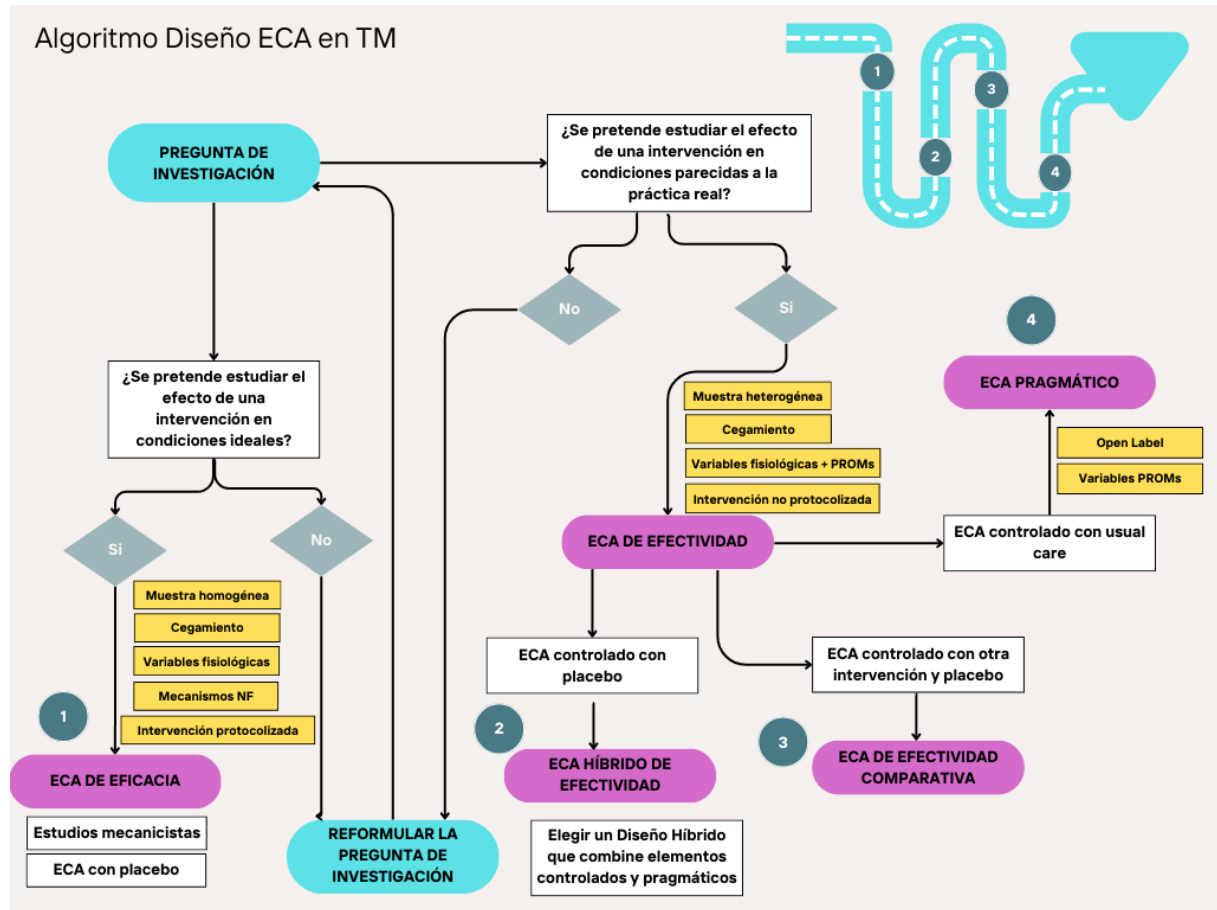 Algoritmo Diseño ECA en TM
1
2
3
4
PREGUNTA DE
INVESTIGACIÓN
¿Se pretende estudiar el efecto
de una intervención en
condiciones parecidas a la
práctica real?
No
Si
4
ECA PRAGMÁTICO
Open Label
Variables PROMs
ECA controlado con usual
care
¿Se pretende estudiar el
efecto de una
intervención en
condiciones ideales?
Muestra heterogénea
Cegamiento
Variables fisiológicas + PROMs
Intervención no protocolizada
ECA DE EFECTIVIDAD
Si
No
Muestra homogénea
Cegamiento
Variables fisiológicas
Mecanismos NF
Intervención protocolizada
1
ECA DE EFICACIA
Estudios mecanicistas
ECA con placebo
REFORMULAR LA
PREGUNTA DE
INVESTIGACIÓN
ECA controlado con
placebo
2
ECA HÍBRIDO DE
EFECTIVIDAD
Elegir un Diseño Híbrido
que combine elementos
controlados y pragmáticos
ECA controlado con otra
intervención y placebo
3
ECA DE EFECTIVIDAD
COMPARATIVA